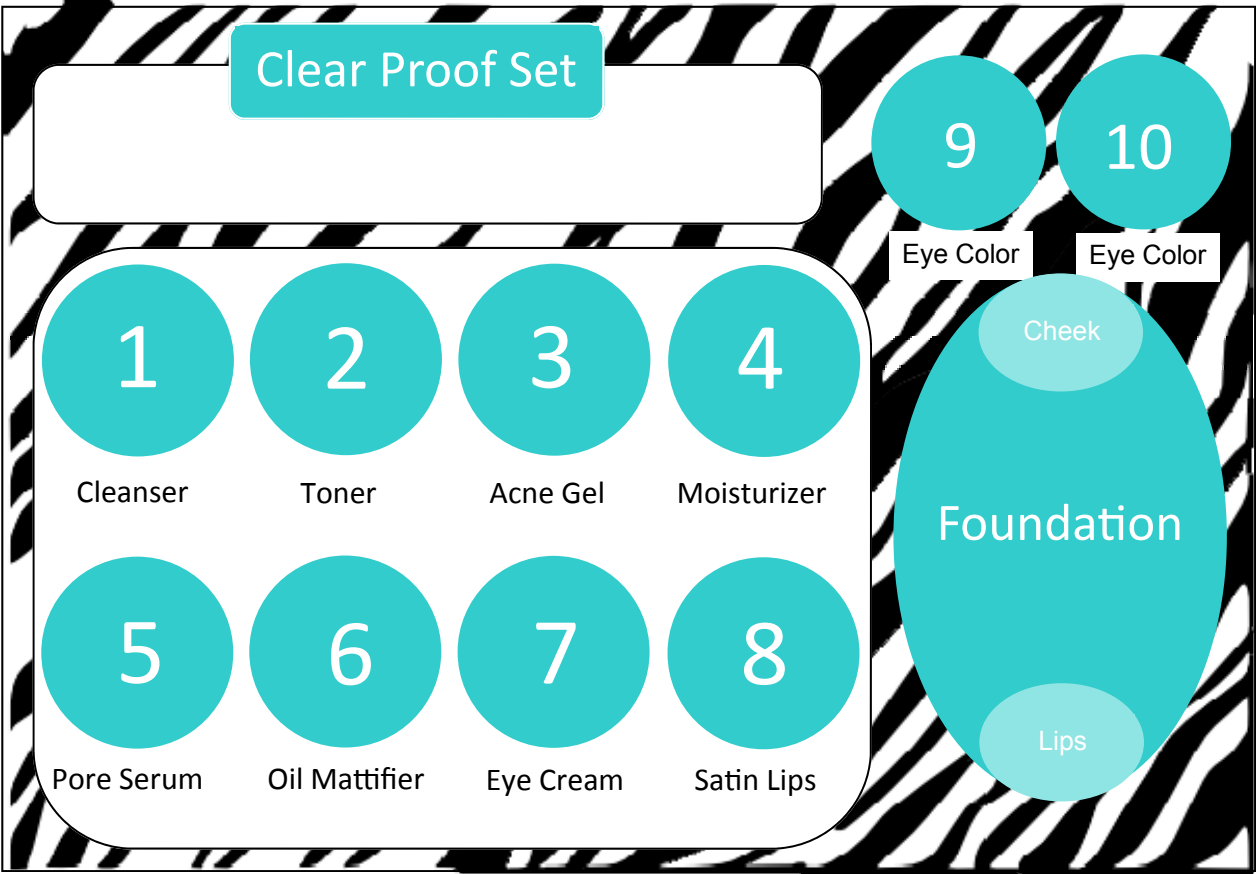 Clear Proof Set
9
10
Eye Color
Eye Color
1
2
3
4
Cleanser
Toner
Acne Gel
Moisturizer
5
6
7
8
Pore Serum
Oil Mattifier
Eye Cream
Satin Lips
Cheek
Foundation
Lips